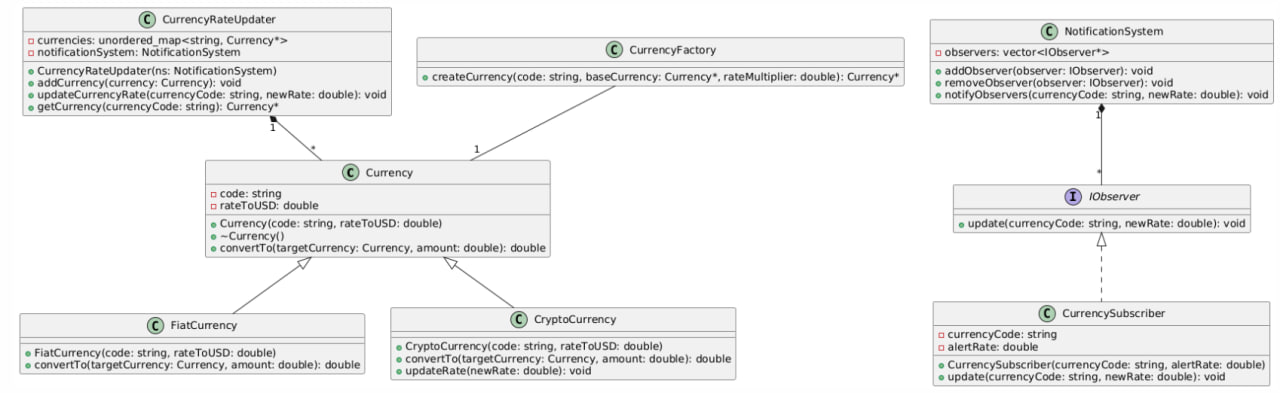 C CurrencyRateUpdater
currencies: unordered_map<string, Currency*>
notificationSystem: NotificationSystem
CurrencyRateUpdater(ns: NotificationSystem)
addCurrency(currency: Currency): void
updateCurrencyRate(currencyCode: string, newRate: double): void
getCurrency(currencyCode: string): Currency*
C CurrencyFactory
createCurrency(code: string, baseCurrency: Currency*, rateMultiplier: double): Currency*
C NotificationSystem
observers: vector<IObserver*>
addObserver(observer: IObserver): void
removeObserver(observer: IObserver): void
notifyObservers(currencyCode: string, newRate: double): void
1
*
1
1
*
C Currency
code: string
rateToUSD: double
Currency(code: string, rateToUSD: double)
~Currency()
convertTo(targetCurrency: Currency, amount: double): double
I IObserver
update(currencyCode: string, newRate: double): void
C FiatCurrency
FiatCurrency(code: string, rateToUSD: double)
convertTo(targetCurrency: Currency, amount: double): double
C CryptoCurrency
CryptoCurrency(code: string, rateToUSD: double)
convertTo(targetCurrency: Currency, amount: double): double
updateRate(newRate: double): void
C CurrencySubscriber
currencyCode: string
alertRate: double
CurrencySubscriber(currencyCode: string, alertRate: double)
update(currencyCode: string, newRate: double): void